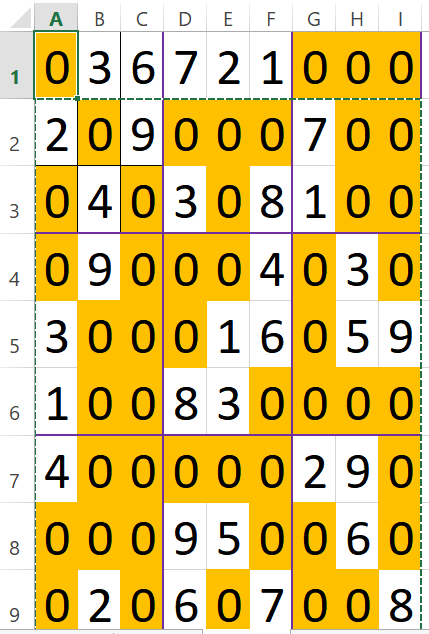 A B C D E F G H I
1 0 3 6 7 2 1 0 0 0
2 2 0 9 0 0 0 7 0 0
3 0 4 0 3 0 8 1 0 0
4 0 9 0 0 0 4 0 3 0
5 3 0 0 0 1 6 0 5 9
6 1 0 0 8 3 0 0 0 0
7 4 0 0 0 0 0 2 9 0
8 0 0 0 9 5 0 0 6 0
9 0 2 0 6 0 7 0 0 8